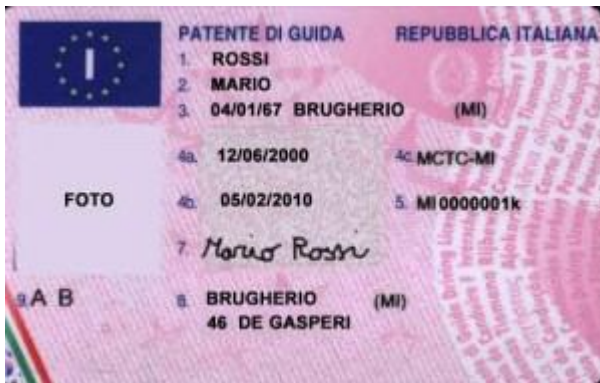 I
PATENTE DI GUIDA REPUBBLICA ITALIANA
1. ROSSI
2. MARIO
3. 04/01/67 BRUGHERIO (MI)
4a. 12/06/2000 4c. MCTC-MI
FOTO
4b. 05/02/2010 5. MI0000001k
7. Mario Rossi
9. A B
8. BRUGHERIO (MI)
46 DE GASPERI